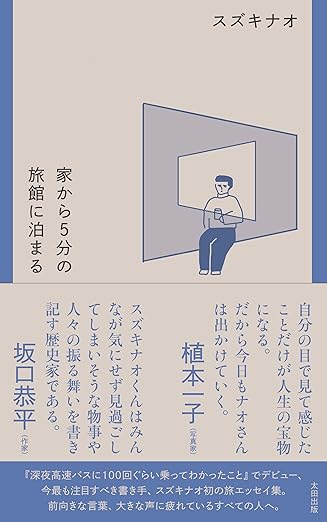 スズキナオ
家から5分の
旅館に泊まる
自分の目で見て感じた
ことだけが人生の宝物
になる。
だから今日もナオさん
は出かけていく。
植本一子（写真家）
スズキナオくんはみん
なが気にせず見過ごし
てしまいそうな物事や
人々の振る舞いを書き
記す歴史家である。
坂口恭平（作家）
『深夜高速バスに100回ぐらい乗ってわかったこと』でデビュー、
今最も注目すべき書き手、スズキナオ初の旅エッセイ集。
前向きな言葉、大きな声に疲れているすべての人へ。
太田出版